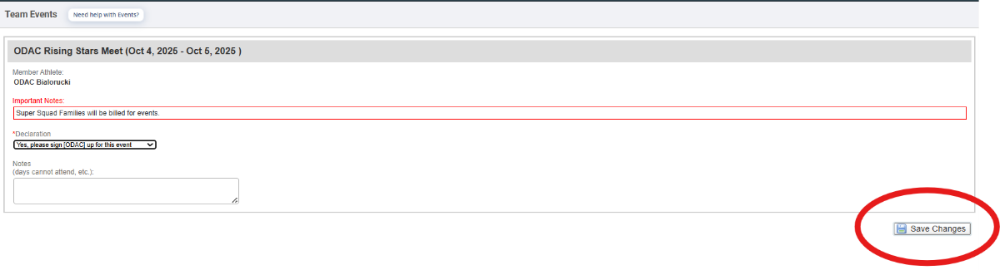 Team Events
Need help with Events?
ODAC Rising Stars Meet (Oct 4, 2025 - Oct 5, 2025 )
Member Athlete:
ODAC Bialorucki
Important Notes:
Super Squad Families will be billed for events.
*Declaration
Yes, please sign [ODAC] up for this event
Notes
(days cannot attend, etc.):
Save Changes